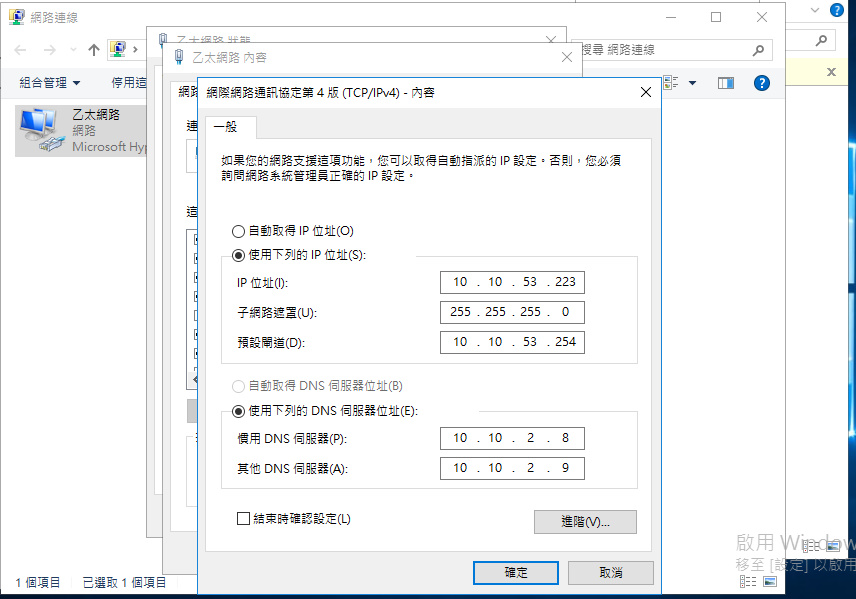 網路連線
乙太網路 狀態
乙太網路 內容
搜尋 網路連線
組合管理
停用這
乙太網路
網路
Microsoft Hyp
網路
連
這
網際網路通訊協定第 4 版 (TCP/IPv4) - 內容
一般
如果您的網路支援這項功能，您可以取得自動指派的 IP 設定。否則，您必須
詢問網路系統管理員正確的 IP 設定。
自動取得 IP 位址(O)
使用下列的 IP 位址(S):
IP 位址(I):
10 . 10 . 53 . 223
子網路遮罩(U):
255 . 255 . 255 . 0
預設閘道(D):
10 . 10 . 53 . 254
自動取得 DNS 伺服器位址(B)
使用下列的 DNS 伺服器位址(E):
慣用 DNS 伺服器(P):
10 . 10 . 2 . 8
其他 DNS 伺服器(A):
10 . 10 . 2 . 9
結束時確認設定(L)
進階(V)...
確定
取消
啟用 Window
移至 [設定] 以啟用
1 個項目
已選取 1 個項目